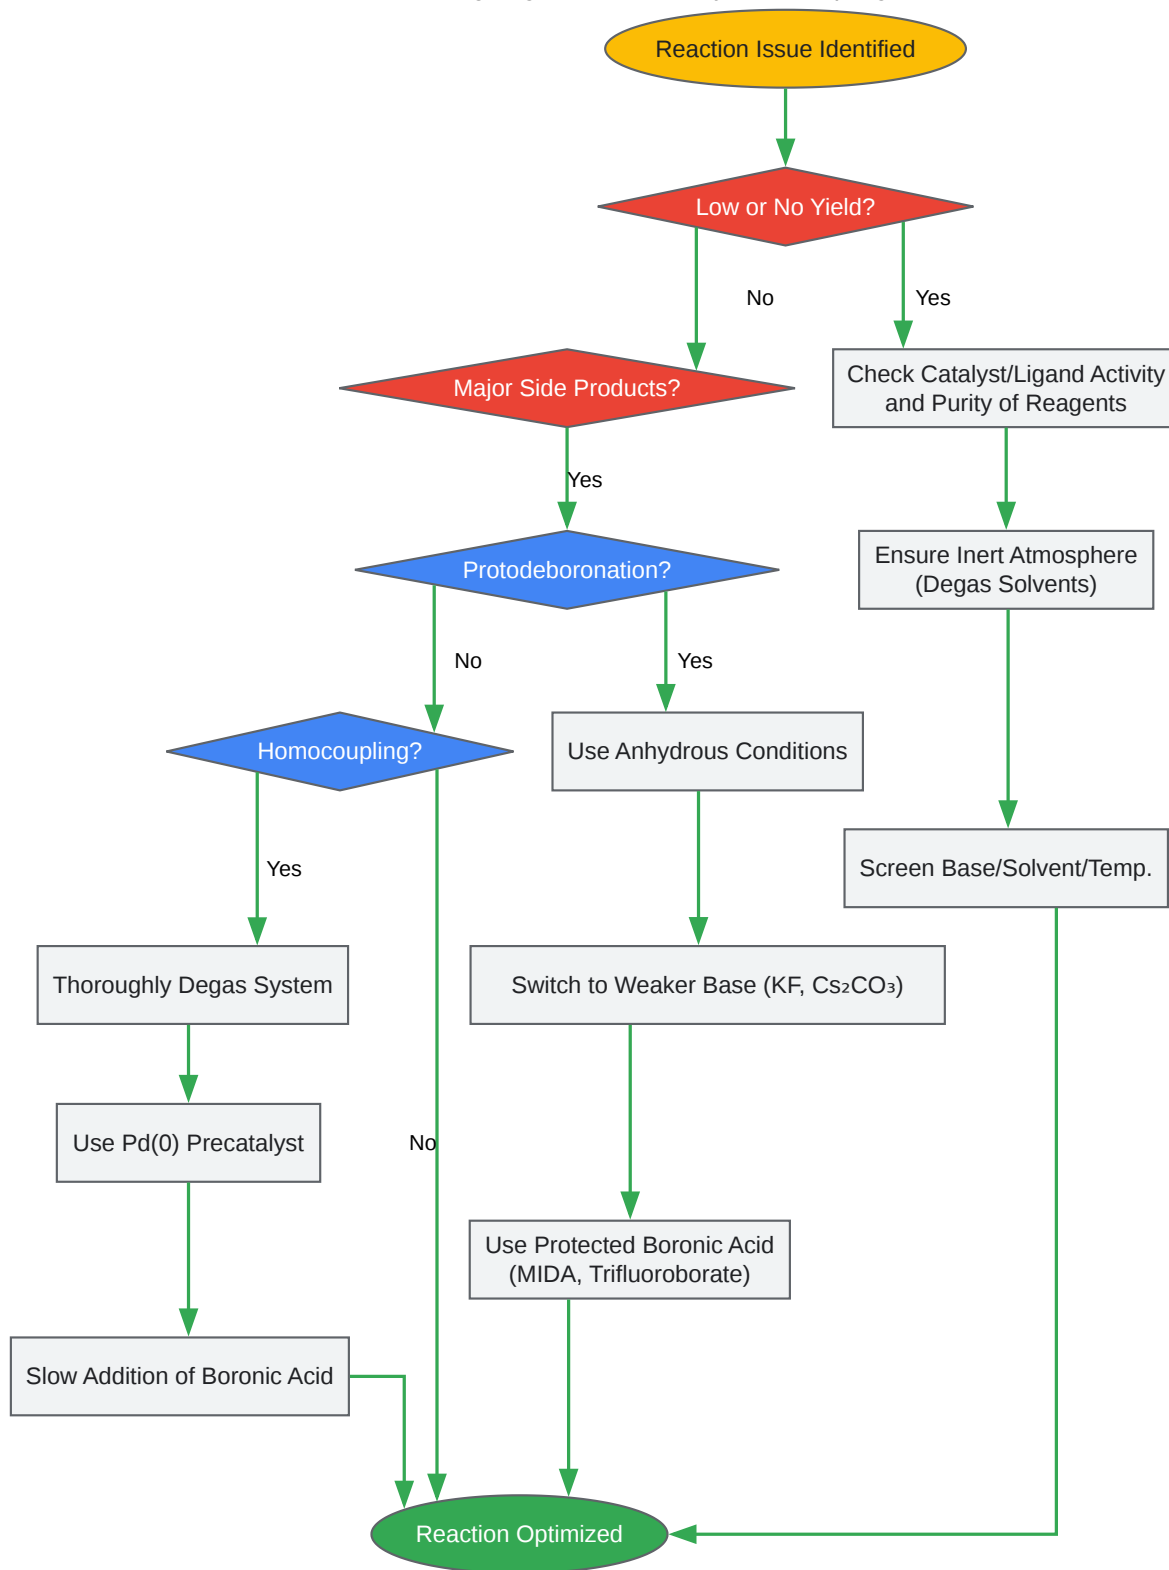 Reaction Issue Identified
Low or No Yield?
No
Yes
Major Side Products?
Check Catalyst/Ligand Activity
and Purity of Reagents
Yes
Protodeboronation?
Ensure Inert Atmosphere
(Degas Solvents)
No
Yes
Homocoupling?
Use Anhydrous Conditions
Yes
Screen Base/Solvent/Temp.
Thoroughly Degas System
Switch to Weaker Base (KF, Cs₂CO₃)
Use Pd(0) Precatalyst
No
Use Protected Boronic Acid
(MIDA, Trifluoroborate)
Slow Addition of Boronic Acid
Reaction Optimized